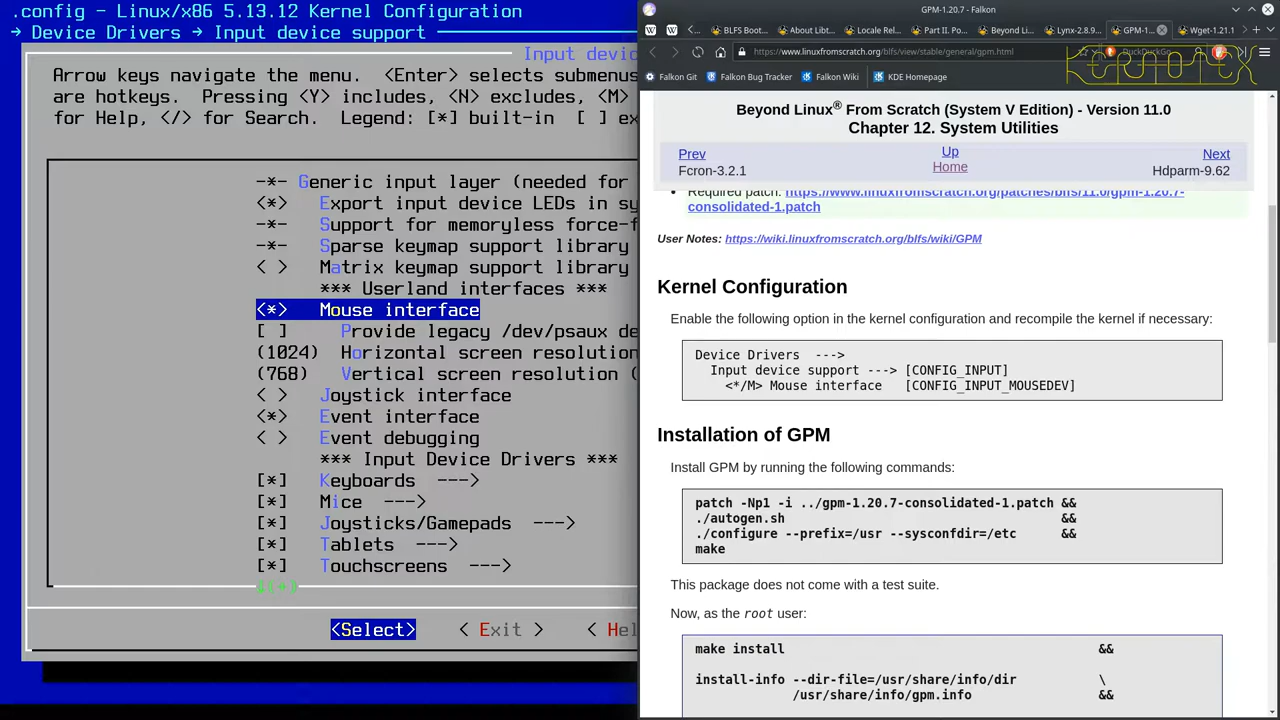 .config - Linux/x86 5.13.12 Kernel Configuration
→ Device Drivers → Input device support
Input devic
Arrow keys navigate the menu. <Enter> selects submenus
are hotkeys. Pressing <Y> includes, <N> excludes, <M>
for Help, </> for Search. Legend: [*] built-in [ ] ex
-*- Generic input layer (needed for
<*> Export input device LEDs in sy
-*- Support for memoryless force-f
-*- Sparse keymap support library
< > Matrix keymap support library
*** Userland interfaces ***
<*> Mouse interface
[ ] Provide legacy /dev/psaux de
(1024) Horizontal screen resolution
(768) Vertical screen resolution (
< > Joystick interface
<*> Event interface
< > Event debugging
*** Input Device Drivers ***
[*] Keyboards --->
[*] Mice --->
[*] Joysticks/Gamepads --->
[*] Tablets --->
[*] Touchscreens --->
<Select> < Exit > < Hel
GPM-1.20.7 - Falkon
BLFS Boot... About Libt... Locale Rel... Part II. Po... Beyond Li... Lynx-2.8.9... GPM-1... Wget-1.21.1
https://www.linuxfromscratch.org/blfs/view/stable/general/gpm.html DuckDuckGo
Kernotex
Falkon Git Falkon Bug Tracker Falkon Wiki KDE Homepage
Beyond Linux® From Scratch (System V Edition) - Version 11.0
Chapter 12. System Utilities
Prev Up Next
Fcron-3.2.1 Home Hdparm-9.62
• Required patch: https://www.linuxfromscratch.org/patches/blfs/11.0/gpm-1.20.7-
consolidated-1.patch
User Notes: https://wiki.linuxfromscratch.org/blfs/wiki/GPM
Kernel Configuration
Enable the following option in the kernel configuration and recompile the kernel if necessary:
Device Drivers --->
Input device support ---> [CONFIG_INPUT]
<*/M> Mouse interface [CONFIG_INPUT_MOUSEDEV]
Installation of GPM
Install GPM by running the following commands:
patch -Np1 -i ../gpm-1.20.7-consolidated-1.patch &&
./autogen.sh &&
./configure --prefix=/usr --sysconfdir=/etc &&
make
This package does not come with a test suite.
Now, as the root user:
make install &&
install-info --dir-file=/usr/share/info/dir \
/usr/share/info/gpm.info &&